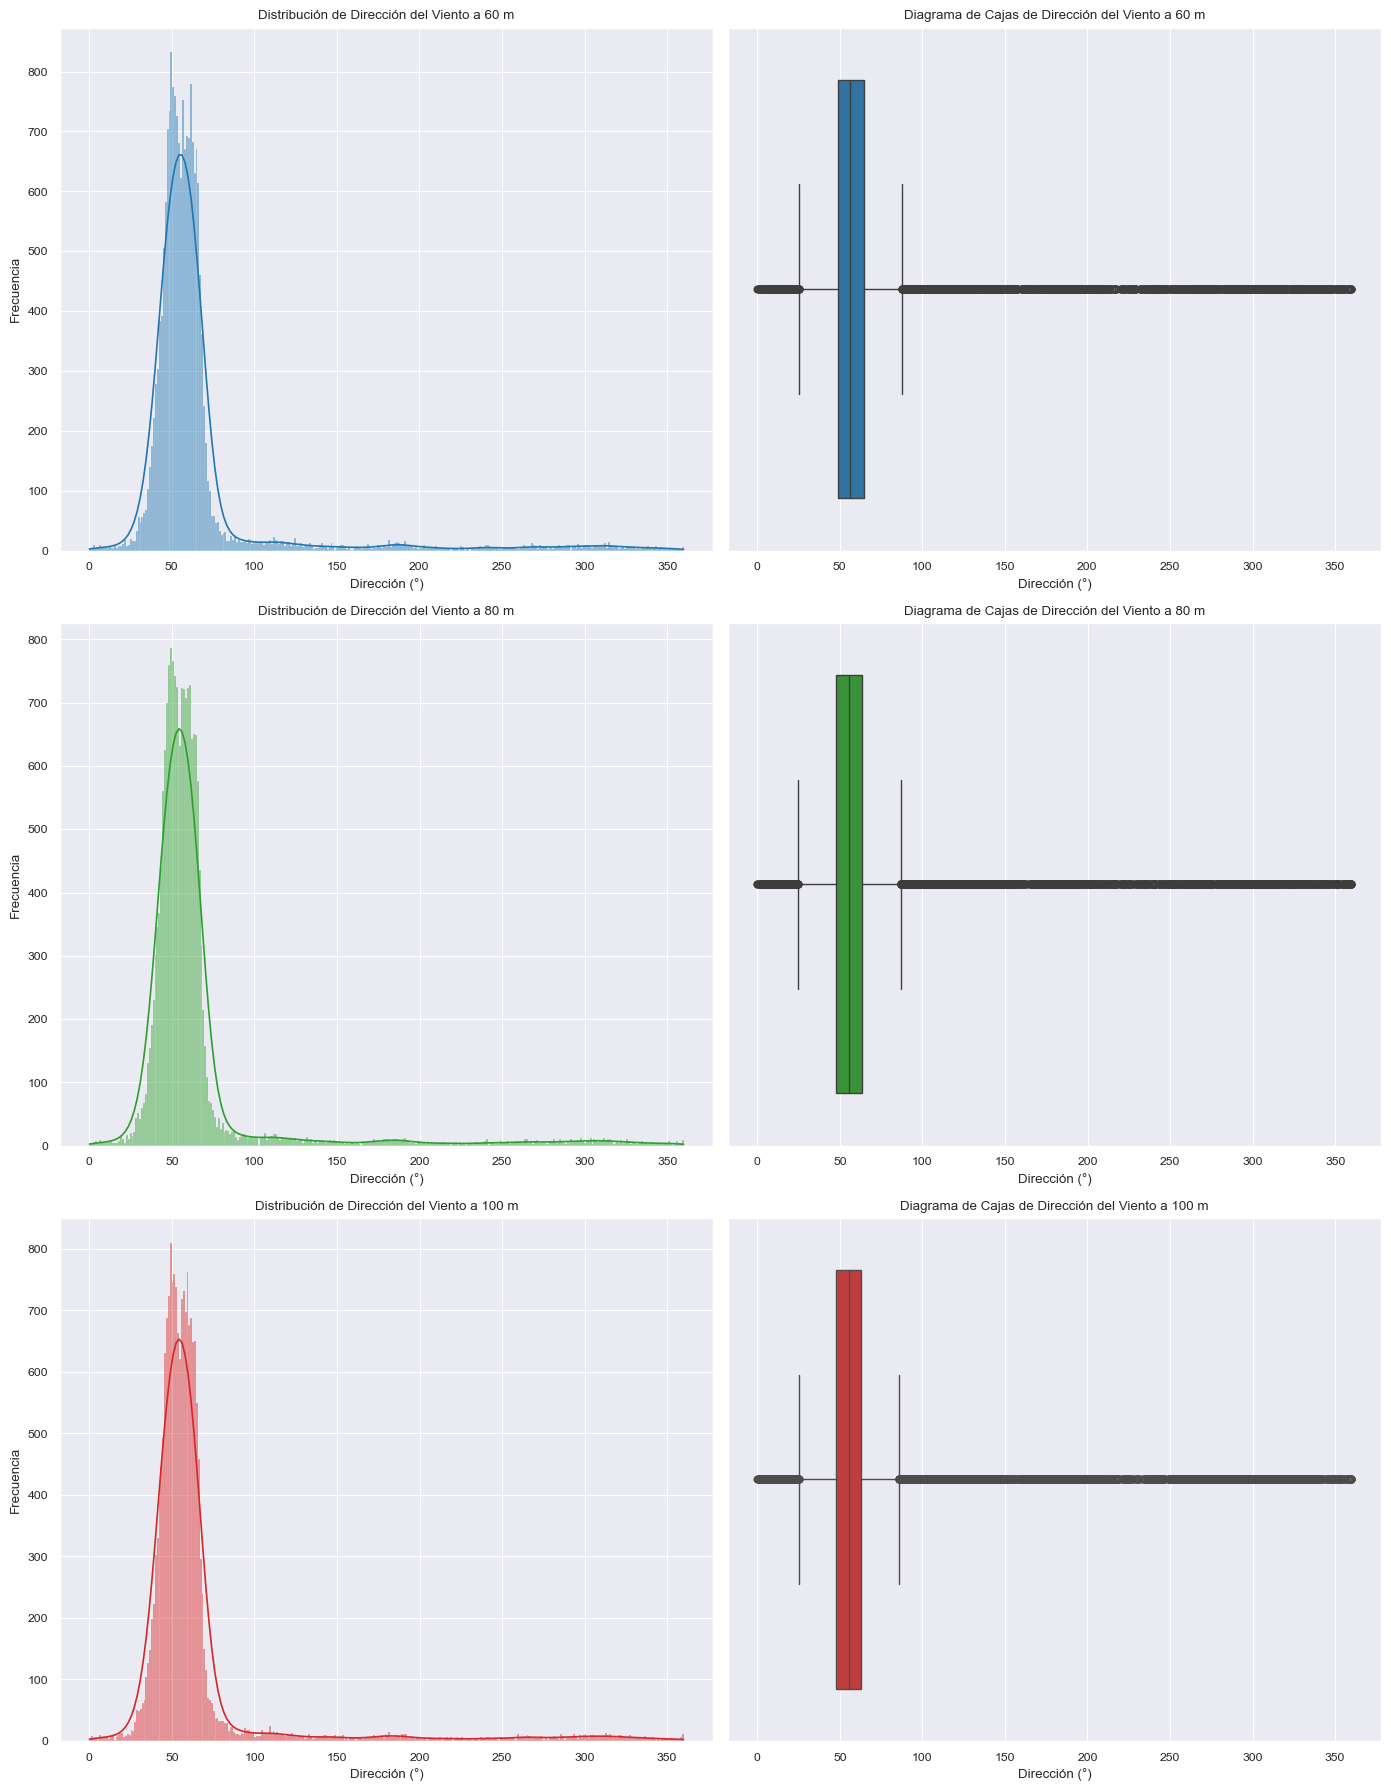 Distribución de Dirección del Viento a 60 m
800
700
600
500
400
300
200
100
0
Frecuencia
0 50 100 150 200 250 300 350
Dirección (°)
Diagrama de Cajas de Dirección del Viento a 60 m
0 50 100 150 200 250 300 350
Dirección (°)
Distribución de Dirección del Viento a 80 m
800
700
600
500
400
300
200
100
0
Frecuencia
0 50 100 150 200 250 300 350
Dirección (°)
Diagrama de Cajas de Dirección del Viento a 80 m
0 50 100 150 200 250 300 350
Dirección (°)
Distribución de Dirección del Viento a 100 m
800
700
600
500
400
300
200
100
0
Frecuencia
0 50 100 150 200 250 300 350
Dirección (°)
Diagrama de Cajas de Dirección del Viento a 100 m
0 50 100 150 200 250 300 350
Dirección (°)